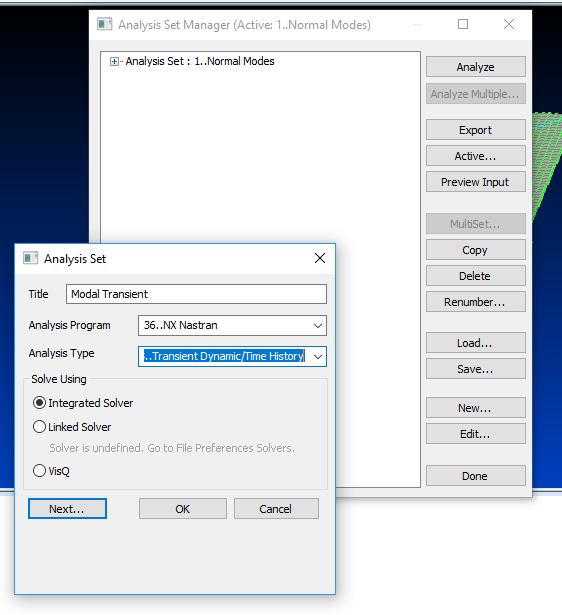 Analysis Set Manager (Active: 1..Normal Modes)
Analysis Set : 1..Normal Modes
Analyze
Analyze Multiple...
Export
Active...
Preview Input
MultiSet...
Copy
Delete
Renumber...
Load...
Save...
New...
Edit...
Done
Analysis Set
Title Modal Transient
Analysis Program 36..NX Nastran
Analysis Type ..Transient Dynamic/Time History
Solve Using
Integrated Solver
Linked Solver
Solver is undefined. Go to File Preferences Solvers.
VisQ
Next... OK Cancel